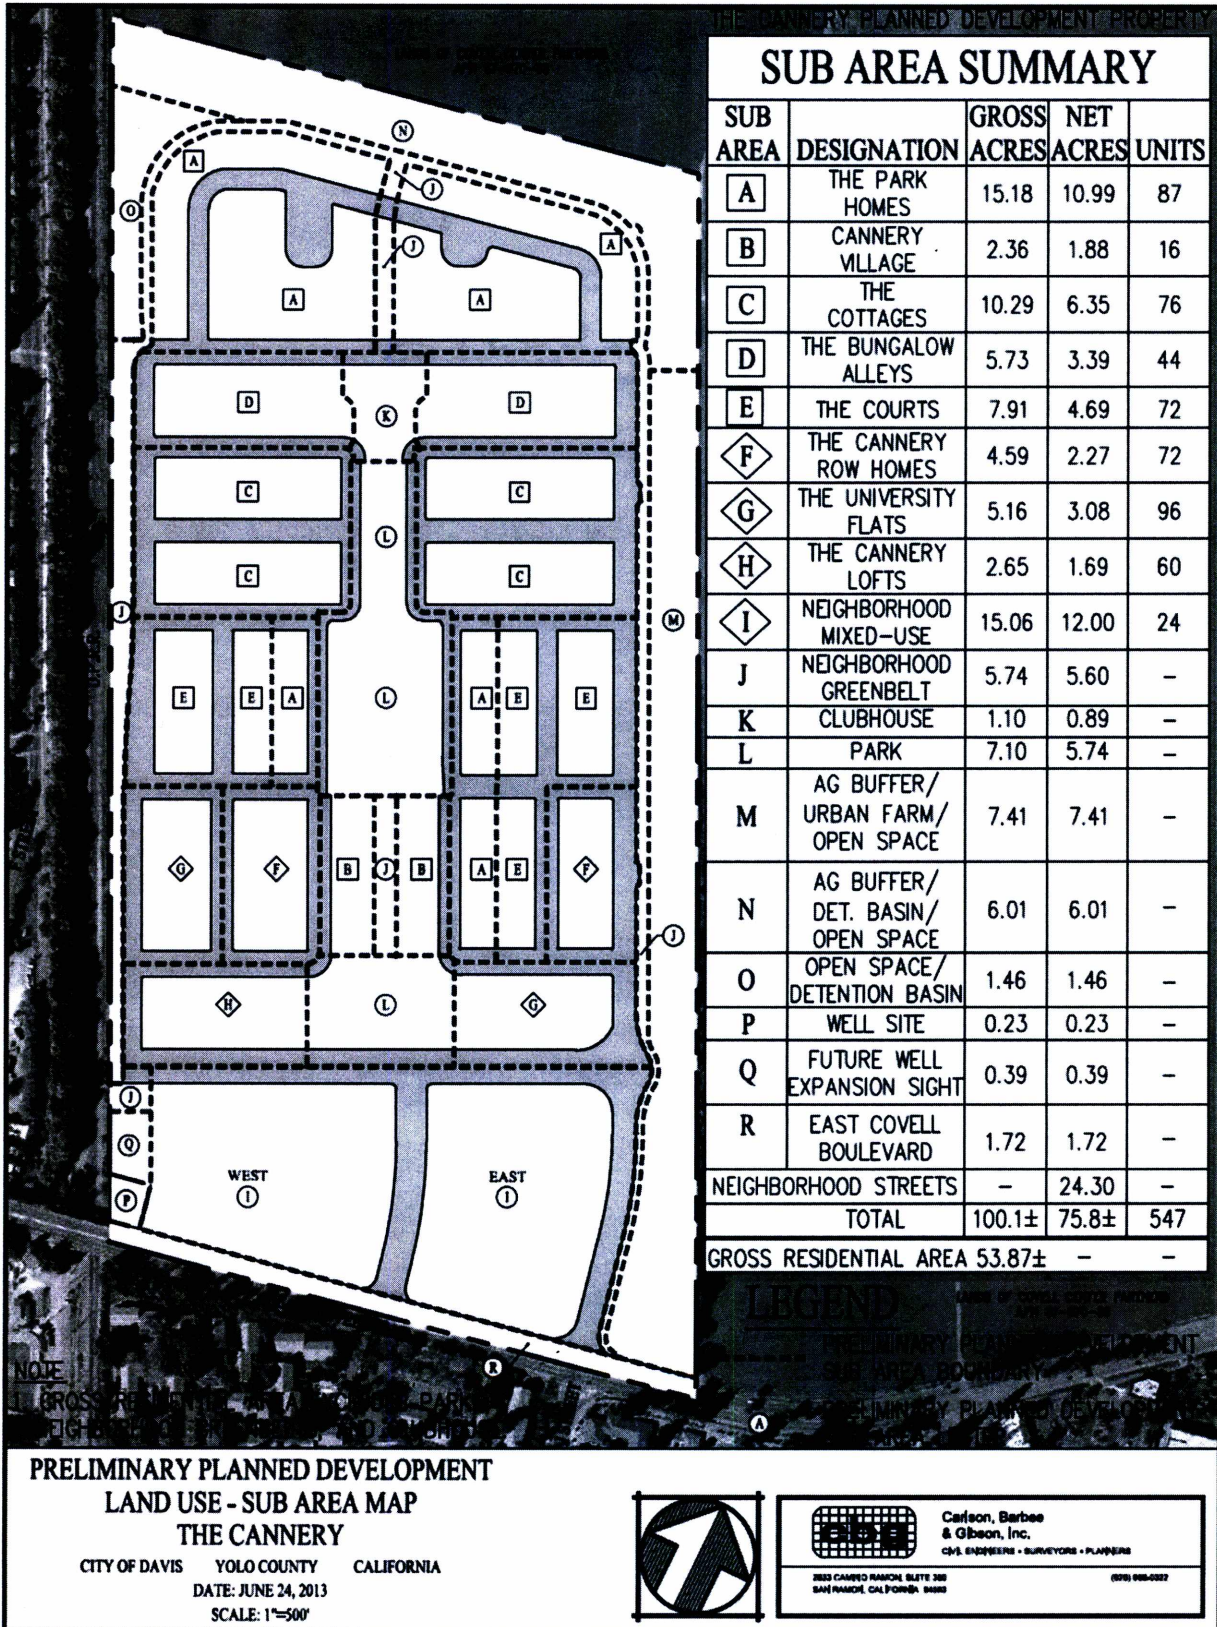 THE CANNERY PLANNED DEVELOPMENT PROPERTY
SUB AREA SUMMARY
SUB AREA DESIGNATION GROSS ACRES NET ACRES UNITS
A THE PARK HOMES 15.18 10.99 87
B CANNERY VILLAGE 2.36 1.88 16
C THE COTTAGES 10.29 6.35 76
D THE BUNGALOW ALLEYS 5.73 3.39 44
E THE COURTS 7.91 4.69 72
F THE CANNERY ROW HOMES 4.59 2.27 72
G THE UNIVERSITY FLATS 5.16 3.08 96
H THE CANNERY LOFTS 2.65 1.69 60
I NEIGHBORHOOD MIXED-USE 15.06 12.00 24
J NEIGHBORHOOD GREENBELT 5.74 5.60 -
K CLUBHOUSE 1.10 0.89 -
L PARK 7.10 5.74 -
M AG BUFFER/ URBAN FARM/ OPEN SPACE 7.41 7.41 -
N AG BUFFER/ DET. BASIN/ OPEN SPACE 6.01 6.01 -
O OPEN SPACE/ DETENTION BASIN 1.46 1.46 -
P WELL SITE 0.23 0.23 -
Q FUTURE WELL EXPANSION SIGHT 0.39 0.39 -
R EAST COVELL BOULEVARD 1.72 1.72 -
NEIGHBORHOOD STREETS - 24.30 -
TOTAL 100.1± 75.8± 547
GROSS RESIDENTIAL AREA 53.87± - -
N
A
J
O
J
A
A
A
D
K
D
C
C
L
C
C
J
M
E
E
A
L
A
E
E
G
F
B
J
B
A
E
F
J
H
L
G
J
Q
P
WEST
I
EAST
I
R
LEGEND
PRELIMINARY PLANNED DEVELOPMENT
SUB AREA BOUNDARY
A
PRELIMINARY PLANNED DEVELOPMENT
NOTE
PRELIMINARY PLANNED DEVELOPMENT
LAND USE - SUB AREA MAP
THE CANNERY
CITY OF DAVIS YOLO COUNTY CALIFORNIA
DATE: JUNE 24, 2013
SCALE: 1"=500'
cbg
Carlson, Barbee
& Gibson, Inc.
CIVIL ENGINEERS • SURVEYORS • PLANNERS
SAN RAMON, CALIFORNIA